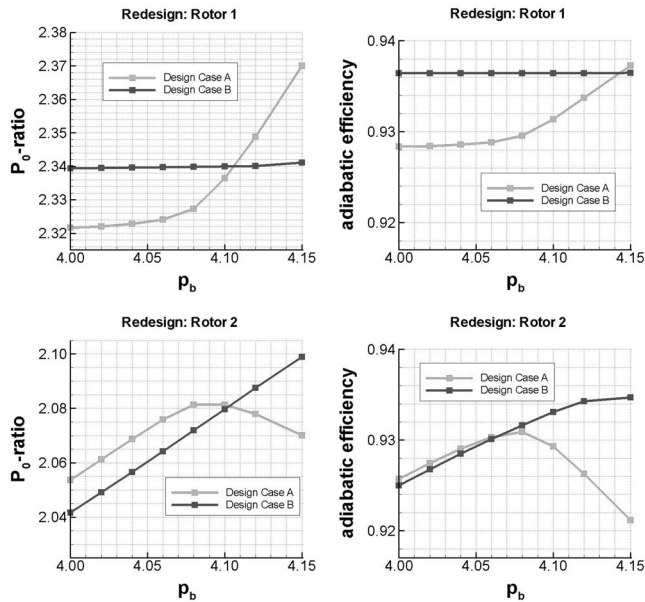 Redesign: Rotor 1
P0-ratio
2.38
2.37
2.36
2.35
2.34
2.33
2.32
4.00
4.05
4.10
4.15
pb
Design Case A
Design Case B
Redesign: Rotor 1
adiabatic efficiency
0.94
0.93
0.92
4.00
4.05
4.10
4.15
pb
Design Case A
Design Case B
Redesign: Rotor 2
P0-ratio
2.10
2.08
2.06
2.04
4.00
4.05
4.10
4.15
pb
Design Case A
Design Case B
Redesign: Rotor 2
adiabatic efficiency
0.94
0.93
0.92
4.00
4.05
4.10
4.15
pb
Design Case A
Design Case B